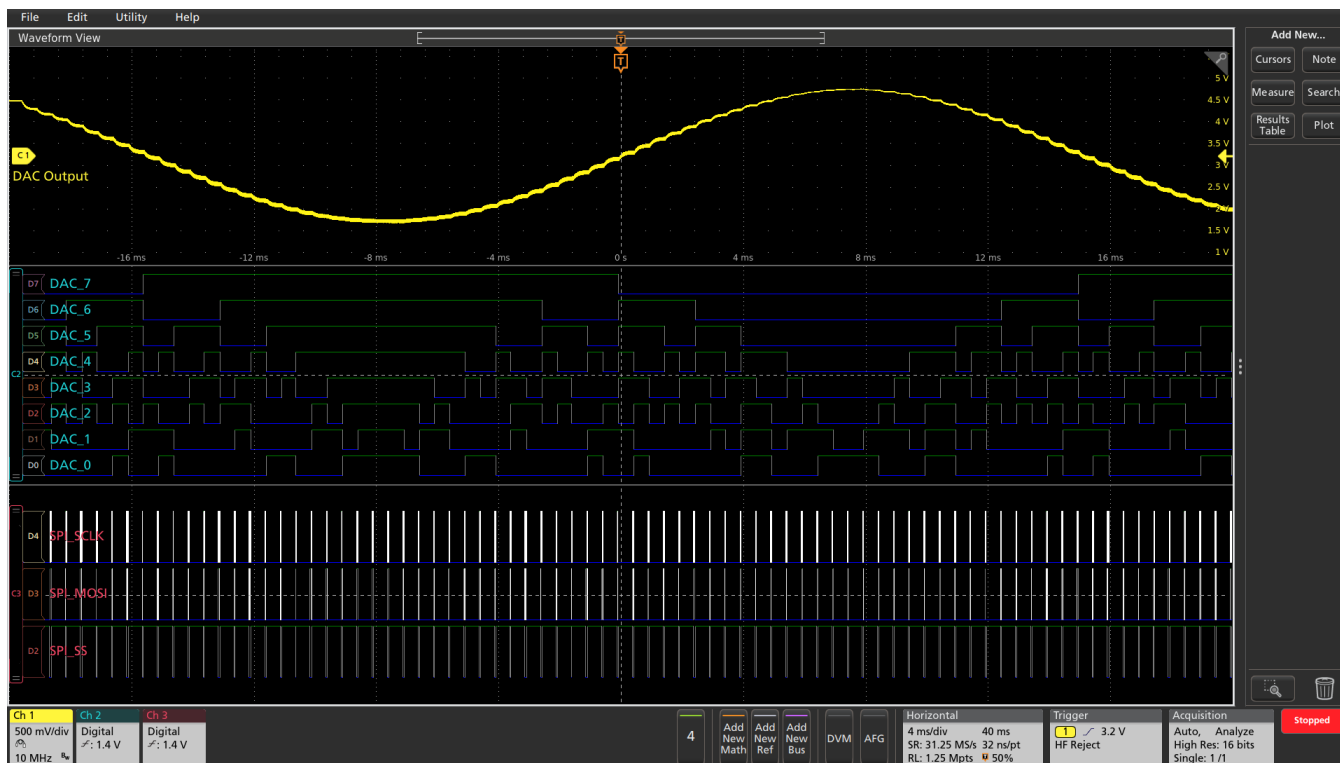 File Edit Utility Help
Waveform View
Add New...
Cursors Note
Measure Search
Results Table Plot
T
T
5 V
4.5 V
4 V
3.5 V
3 V
2.5 V
2 V
1.5 V
1 V
C1
DAC Output
-16 ms -12 ms -8 ms -4 ms 0 s 4 ms 8 ms 12 ms 16 ms
D7 DAC_7
D6 DAC_6
D5 DAC_5
D4 DAC_4
C2
D3 DAC_3
D2 DAC_2
D1 DAC_1
D0 DAC_0
D4 SPI_SCLK
C3 D3 SPI_MOSI
D2 SPI_SS
Ch 1
500 mV/div
10 MHz Bw
Ch 2
Digital
: 1.4 V
Ch 3
Digital
: 1.4 V
4
Add New Math
Add New Ref
Add New Bus
DVM
AFG
Horizontal
4 ms/div 40 ms
SR: 31.25 MS/s 32 ns/pt
RL: 1.25 Mpts T 50%
Trigger
1 3.2 V
HF Reject
Acquisition
Auto, Analyze
High Res: 16 bits
Single: 1 /1
Stopped